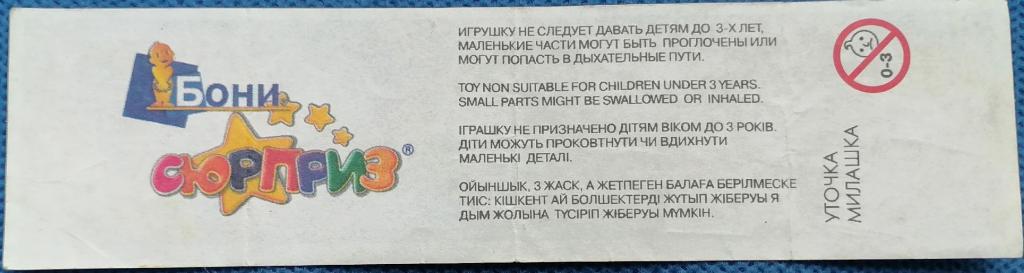 Бони
СЮРПРИЗ®
ИГРУШКУ НЕ СЛЕДУЕТ ДАВАТЬ ДЕТЯМ ДО 3-Х ЛЕТ,
МАЛЕНЬКИЕ ЧАСТИ МОГУТ БЫТЬ ПРОГЛОЧЕНЫ ИЛИ
МОГУТ ПОПАСТЬ В ДЫХАТЕЛЬНЫЕ ПУТИ.
TOY NON SUITABLE FOR CHILDREN UNDER 3 YEARS.
SMALL PARTS MIGHT BE SWALLOWED OR INHALED.
ІГРАШКУ НЕ ПРИЗНАЧЕНО ДІТЯМ ВІКОМ ДО 3 РОКІВ.
ДІТИ МОЖУТЬ ПРОКОВТНУТИ ЧИ ВДИХНУТИ
МАЛЕНЬКІ ДЕТАЛІ.
ОЙЫНШЫК, 3 ЖАСК, А ЖЕТПЕГЕН БАЛАҒА БЕРІЛМЕСКЕ
ТИІС: КІШКЕНТ АЙ БОЛШЕКТЕРДІ ЖҰТЫП ЖІБЕРУЫ Я
ДЫМ ЖОЛЫНА ТҮСІРІП ЖІБЕРУЫ МҮМКІН.
УТОЧКА
МИЛАШКА
0-3